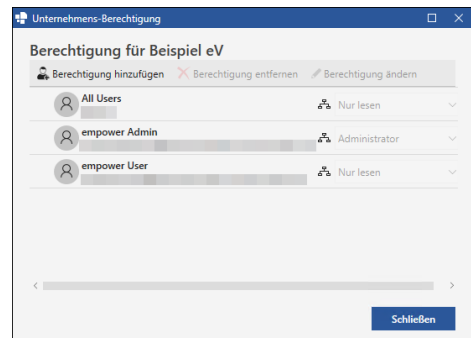 Unternehmens-Berechtigung
Berechtigung für Beispiel eV
Berechtigung hinzufügen Berechtigung entfernen Berechtigung ändern
All Users
Nur lesen
empower Admin
Administrator
empower User
Nur lesen
Schließen